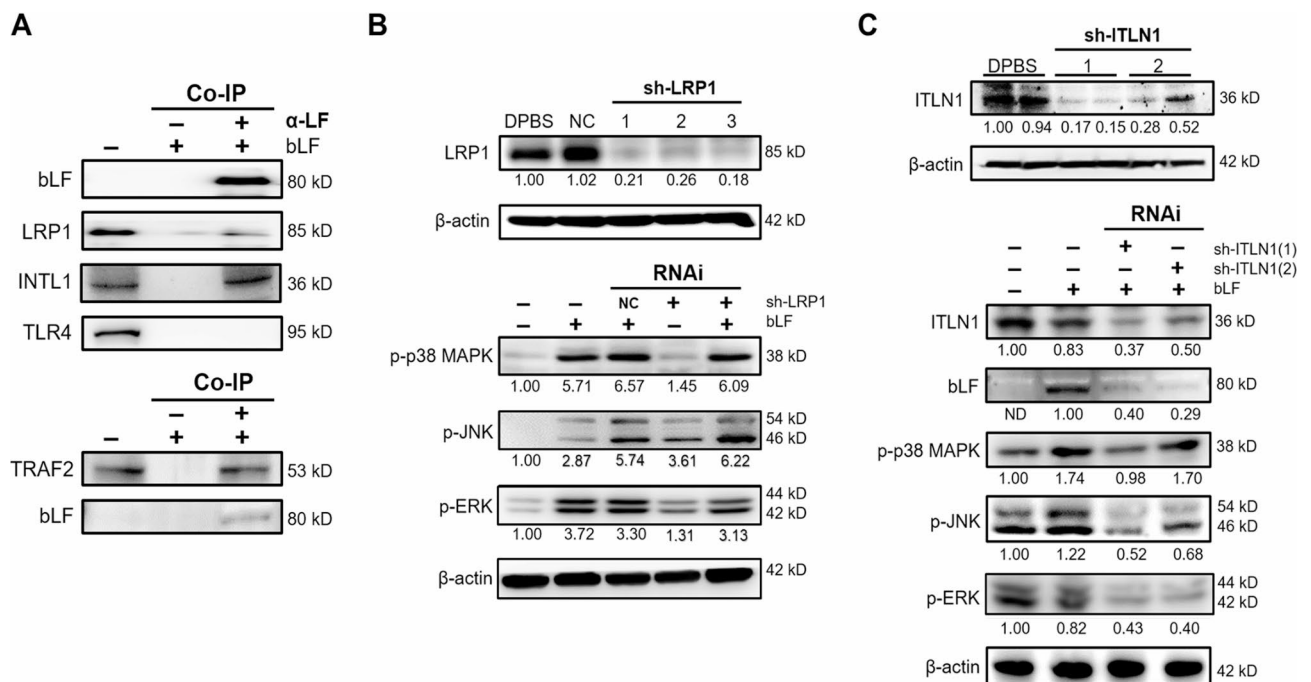 A
Co-IP
– + α-LF
– + + bLF
bLF 80 kD
LRP1 85 kD
INTL1 36 kD
TLR4 95 kD
Co-IP
– +
– + +
TRAF2 53 kD
bLF 80 kD
B
sh-LRP1
DPBS NC 1 2 3
LRP1 85 kD
1.00 1.02 0.21 0.26 0.18
β-actin 42 kD
RNAi
– – NC + + sh-LRP1
– + + – + bLF
p-p38 MAPK 38 kD
1.00 5.71 6.57 1.45 6.09
p-JNK 54 kD
46 kD
1.00 2.87 5.74 3.61 6.22
p-ERK 44 kD
42 kD
1.00 3.72 3.30 1.31 3.13
β-actin 42 kD
C
sh-ITLN1
DPBS 1 2
ITLN1 36 kD
1.00 0.94 0.17 0.15 0.28 0.52
β-actin 42 kD
RNAi
– – + – sh-ITLN1(1)
– – – + sh-ITLN1(2)
– + + + bLF
ITLN1 36 kD
1.00 0.83 0.37 0.50
bLF 80 kD
ND 1.00 0.40 0.29
p-p38 MAPK 38 kD
1.00 1.74 0.98 1.70
p-JNK 54 kD
46 kD
1.00 1.22 0.52 0.68
p-ERK 44 kD
42 kD
1.00 0.82 0.43 0.40
β-actin 42 kD